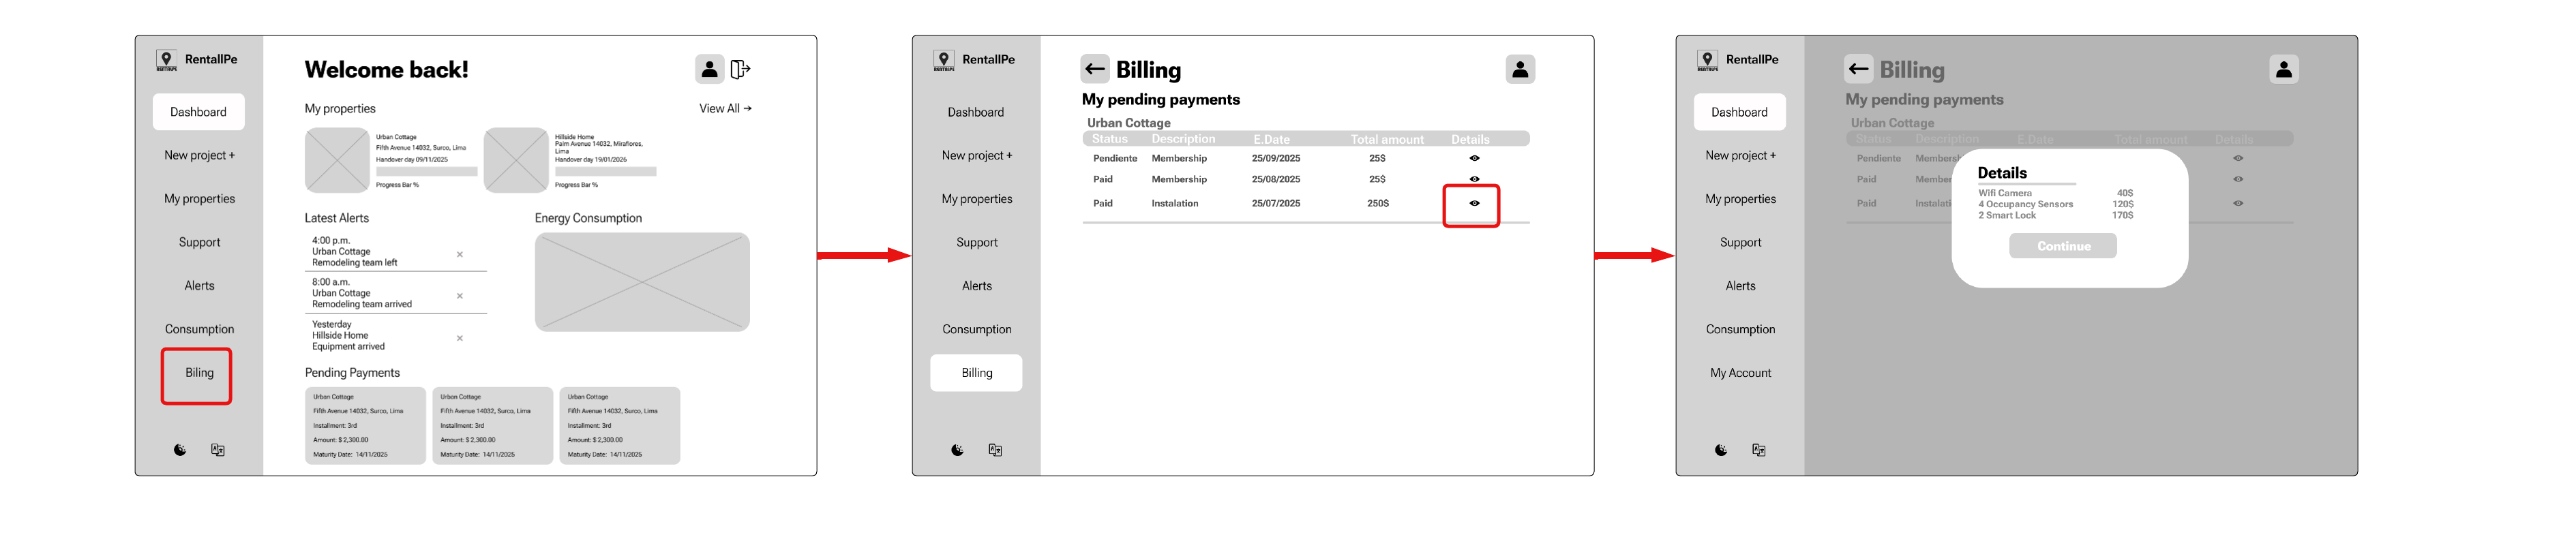 RentallPe
Dashboard
New project +
My properties
Support
Alerts
Consumption
Biling
Welcome back!
My properties
View All →
Urban Cottage
Fifth Avenue 14032, Surco, Lima
Handover day 09/11/2025
Progress Bar %
Hillside Home
Palm Avenue 14032, Miraflores,
Lima
Handover day 19/01/2026
Progress Bar %
Latest Alerts
4:00 p.m.
Urban Cottage
Remodeling team left
8:00 a.m.
Urban Cottage
Remodeling team arrived
Yesterday
Hillside Home
Equipment arrived
Energy Consumption
Pending Payments
Urban Cottage
Fifth Avenue 14032, Surco, Lima
Installment: 3rd
Amount: $ 2,300.00
Maturity Date: 14/11/2025
Urban Cottage
Fifth Avenue 14032, Surco, Lima
Installment: 3rd
Amount: $ 2,300.00
Maturity Date: 14/11/2025
Urban Cottage
Fifth Avenue 14032, Surco, Lima
Installment: 3rd
Amount: $ 2,300.00
Maturity Date: 14/11/2025
RentallPe
Dashboard
New project +
My properties
Support
Alerts
Consumption
Billing
← Billing
My pending payments
Urban Cottage
Status Description E.Date Total amount Details
Pendiente Membership 25/09/2025 25$
Paid Membership 25/08/2025 25$
Paid Instalation 25/07/2025 250$
RentallPe
Dashboard
New project +
My properties
Support
Alerts
Consumption
My Account
← Billing
My pending payments
Urban Cottage
Status Description E.Date Total amount Details
Pendiente Memb
Paid Member
Paid Instalati
Details
Wifi Camera 40$
4 Occupancy Sensors 120$
2 Smart Lock 170$
Continue